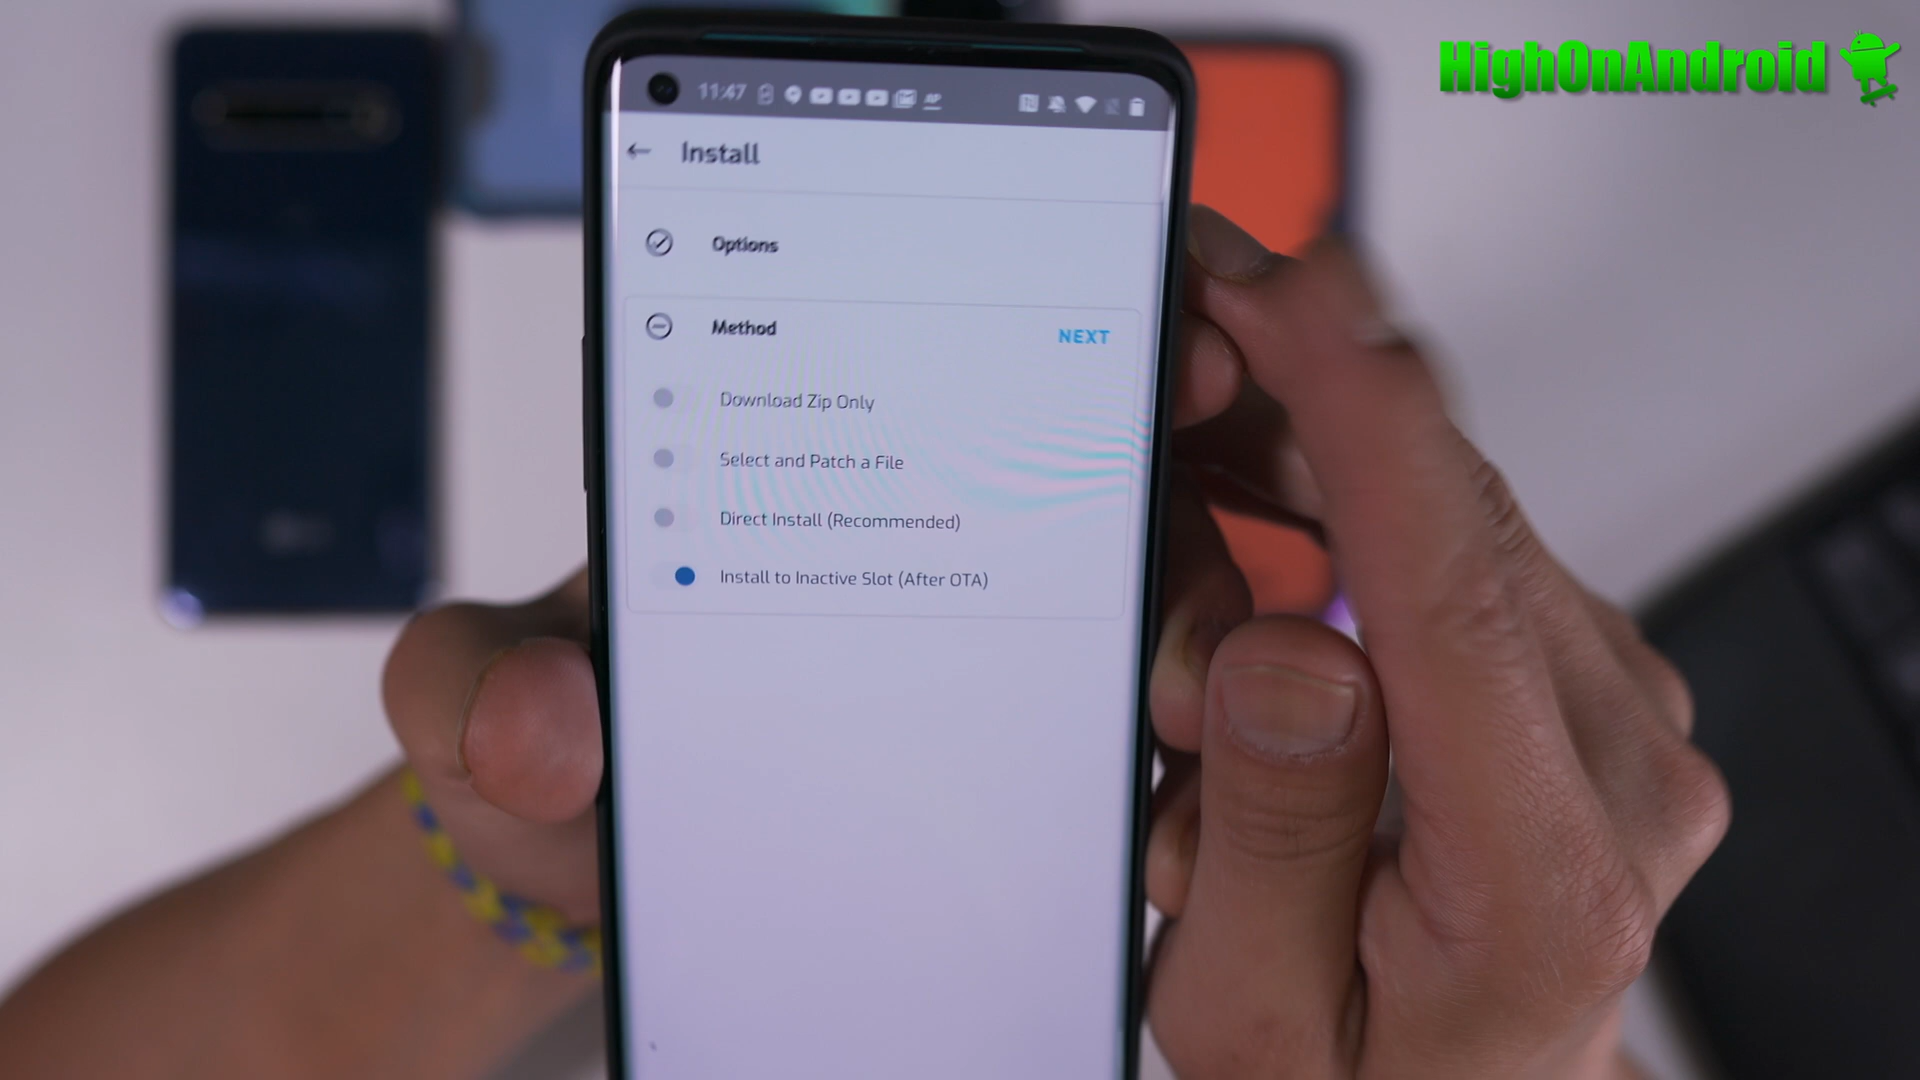 HighOnAndroid
11:47
Install
Options
Method
NEXT
Download Zip Only
Select and Patch a File
Direct Install (Recommended)
Install to Inactive Slot (After OTA)